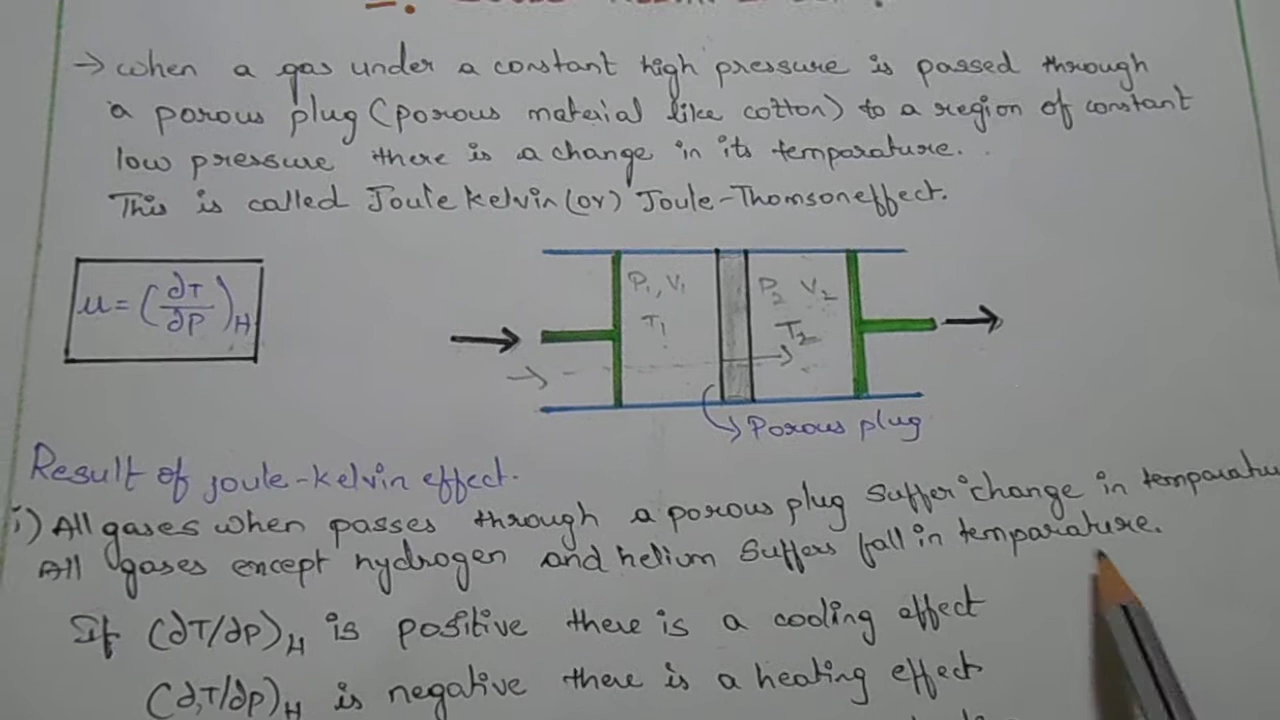 → When a gas under a constant high pressure is passed through
a porous plug (porous material like cotton) to a region of constant
low pressure there is a change in its temparature.
This is called Joule Kelvin (or) Joule-Thomson effect.
μ = (∂T/∂P)H
P1, V1
T1
P2 V2
T2
Porous plug
Result of joule-kelvin effect.
i) All gases when passes through a porous plug suffer change in temparatu
All gases except hydrogen and helium suffers fall in temparature.
If (∂T/∂P)H is positive there is a cooling effect
(∂T/∂P)H is negative there is a heating effect